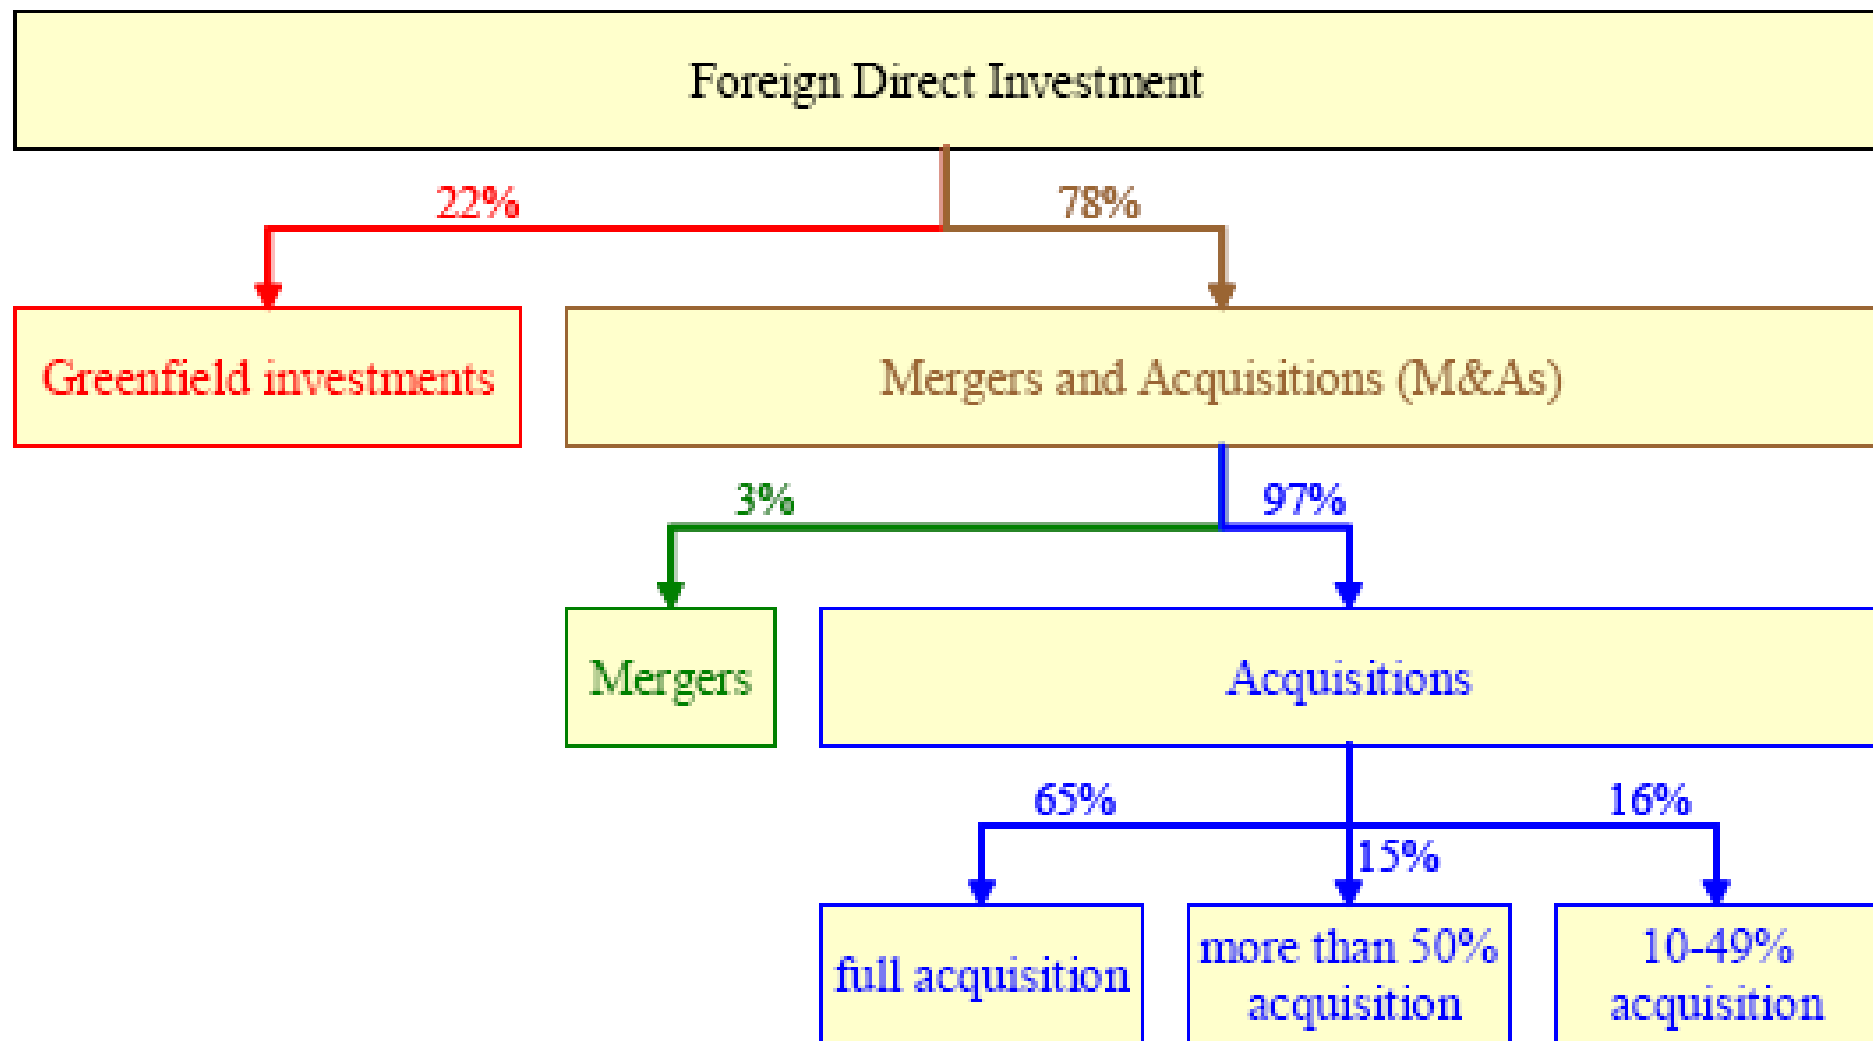 Foreign Direct Investment
22%
78%
Greenfield investments
Mergers and Acquisitions (M&As)
3%
97%
Mergers
Acquisitions
65%
16%
15%
full acquisition
more than 50%
acquisition
10-49%
acquisition